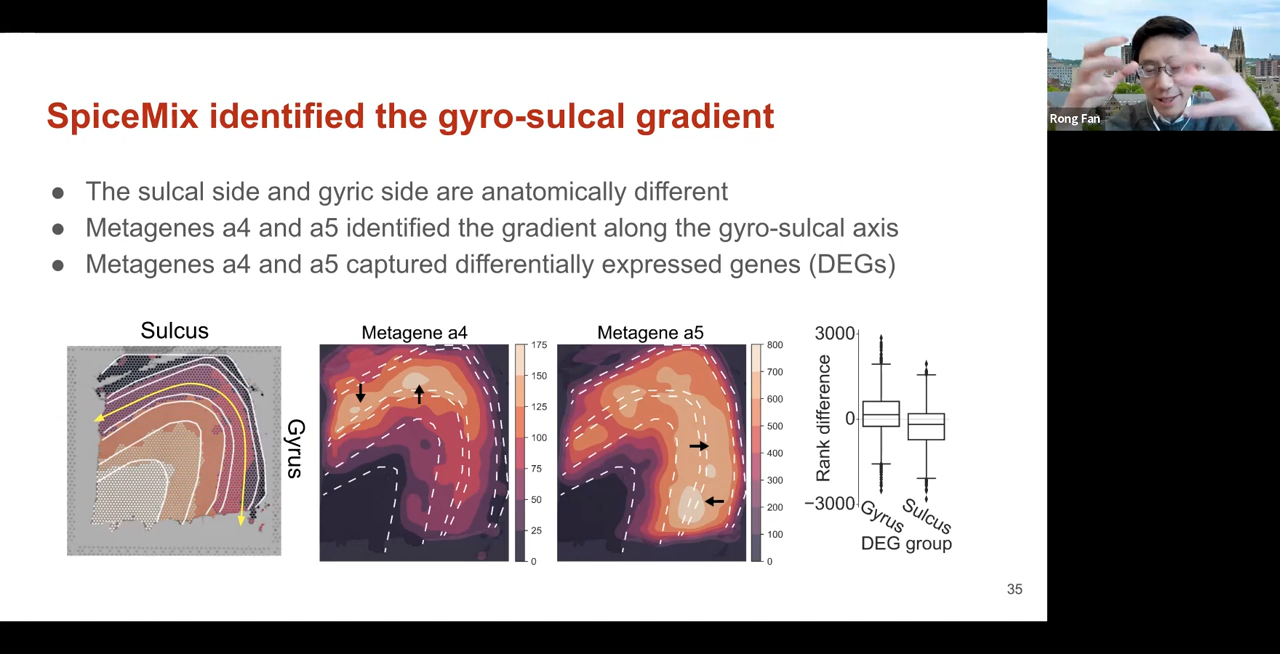 Rong Fan
SpiceMix identified the gyro-sulcal gradient
● The sulcal side and gyric side are anatomically different
● Metagenes a4 and a5 identified the gradient along the gyro-sulcal axis
● Metagenes a4 and a5 captured differentially expressed genes (DEGs)
Sulcus
Gyrus
Metagene a4
175
150
125
100
75
50
25
0
Metagene a5
800
700
600
500
400
300
200
100
0
3000
0
−3000
Rank difference
Gyrus
Sulcus
DEG group
35